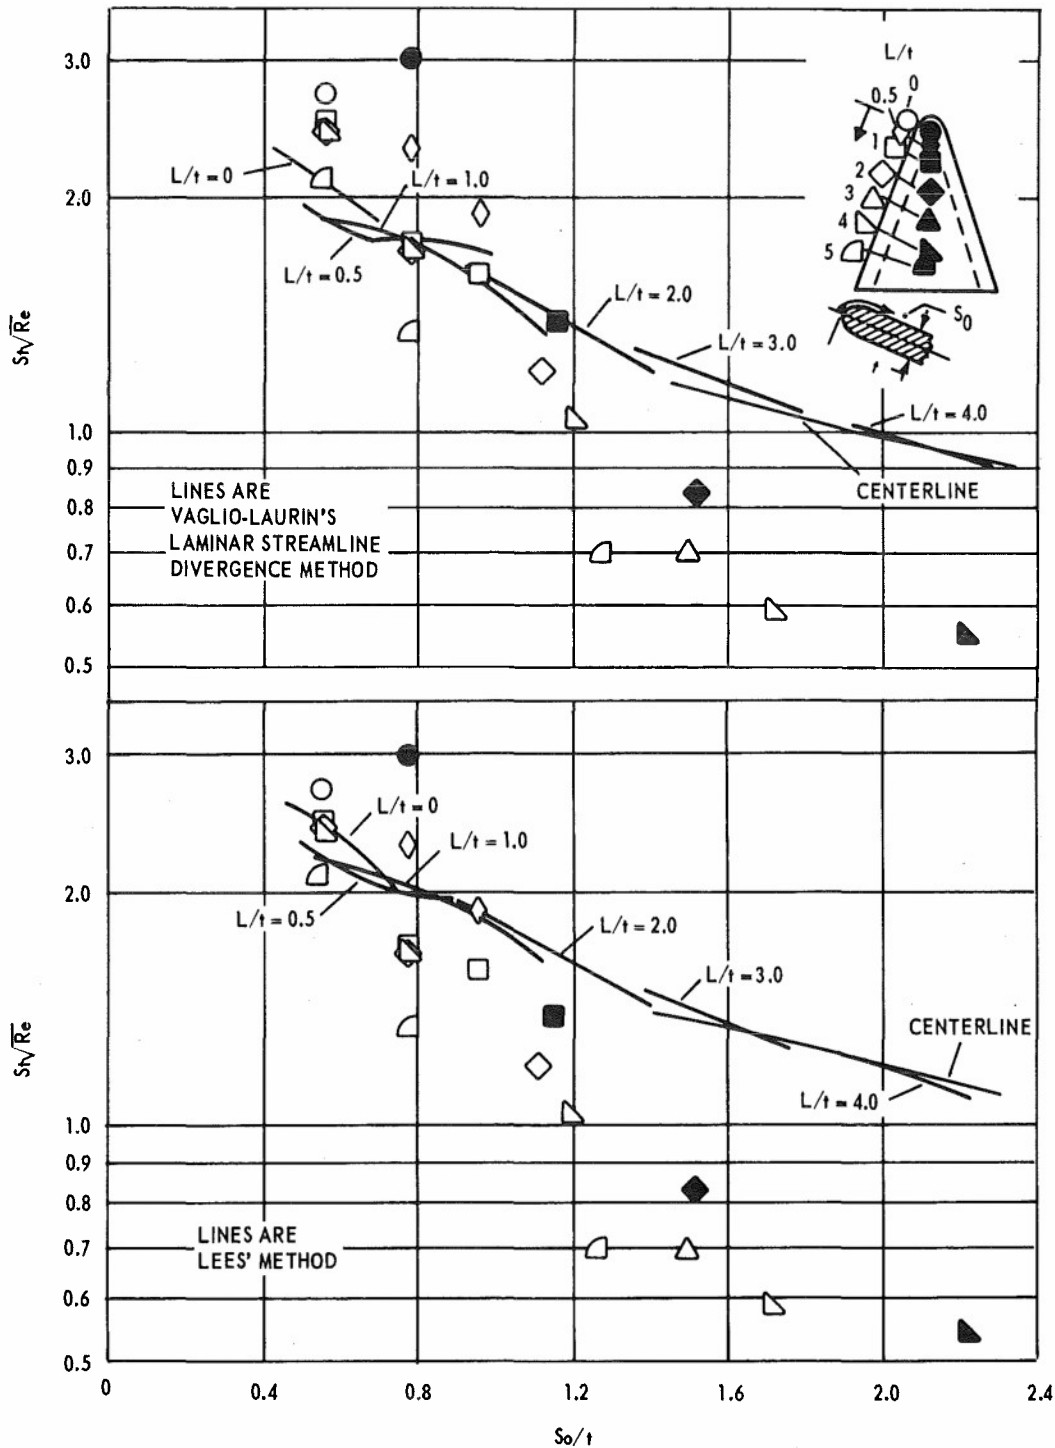 3.0
2.0
1.0
0.9
0.8
0.7
0.6
0.5
St√Re
L/t = 0
L/t = 1.0
L/t = 0.5
L/t = 2.0
L/t = 3.0
L/t = 4.0
CENTERLINE
LINES ARE
VAGLIO-LAURIN'S
LAMINAR STREAMLINE
DIVERGENCE METHOD
L/t
0
0.5
1
2
3
4
5
S0
t
3.0
2.0
1.0
0.9
0.8
0.7
0.6
0.5
St√Re
L/t = 0
L/t = 1.0
L/t = 0.5
L/t = 2.0
L/t = 3.0
CENTERLINE
L/t = 4.0
LINES ARE
LEES' METHOD
0 0.4 0.8 1.2 1.6 2.0 2.4
So/t